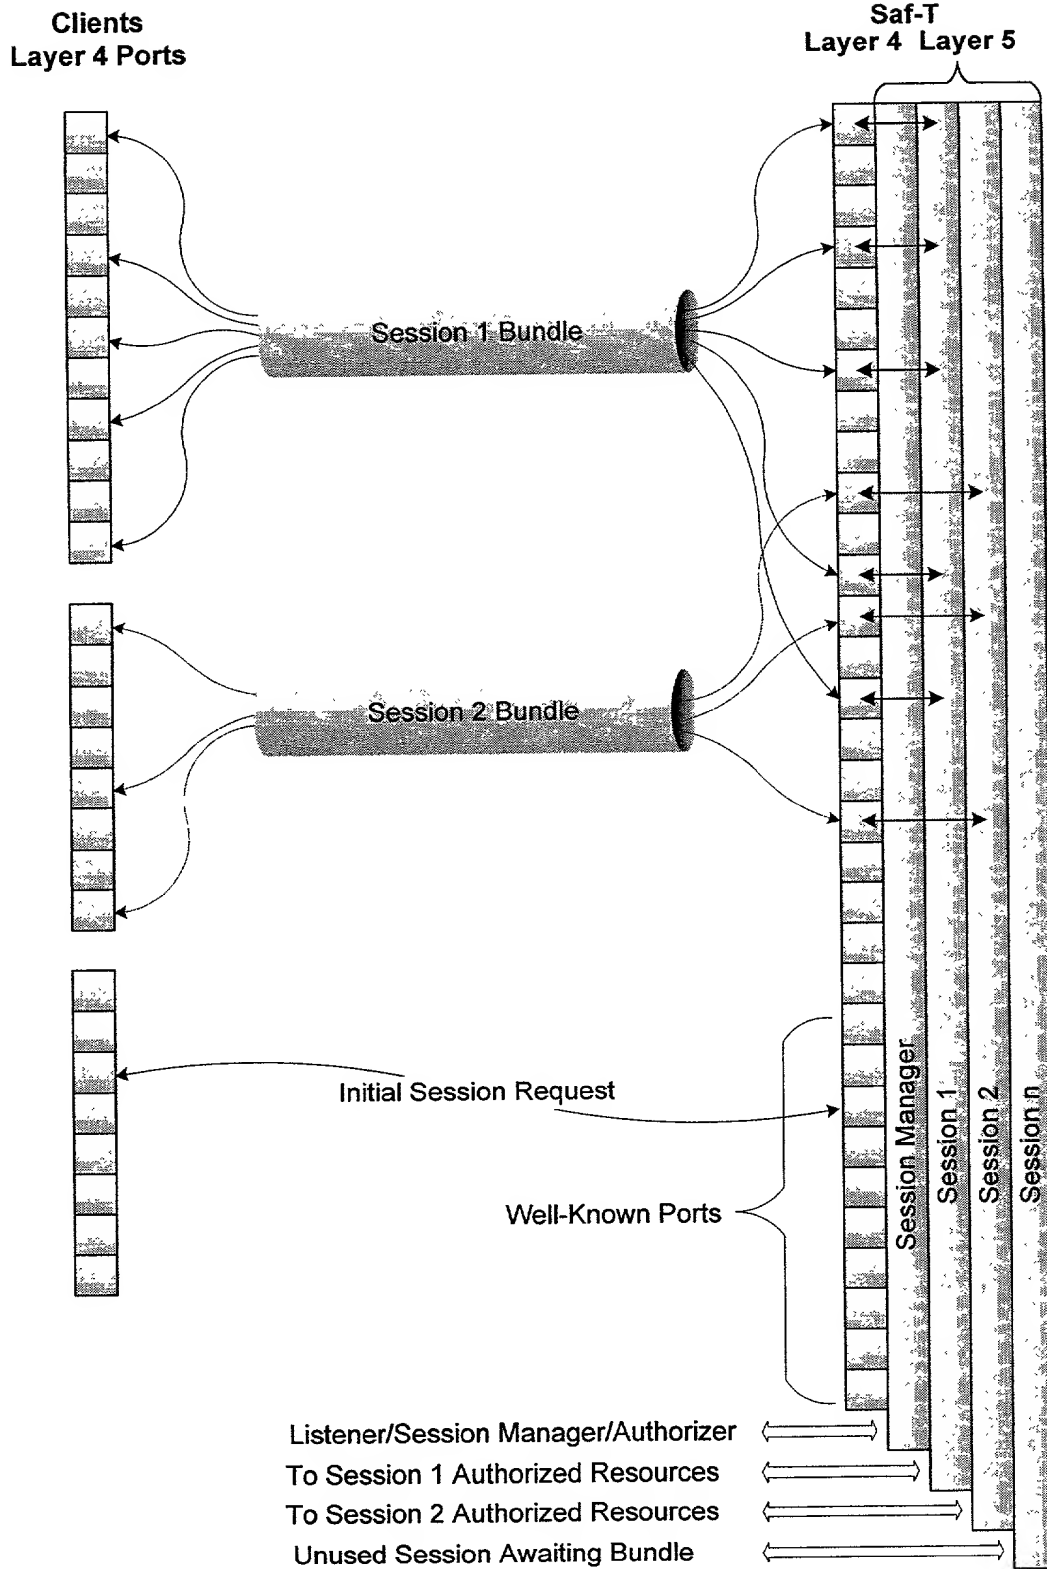 Clients
Layer 4 Ports
Saf-T
Layer 4 Layer 5
Session 1 Bundle
Session 2 Bundle
Initial Session Request
Well-Known Ports
Session Manager
Session 1
Session 2
Session n
Listener/Session Manager/Authorizer
To Session 1 Authorized Resources
To Session 2 Authorized Resources
Unused Session Awaiting Bundle